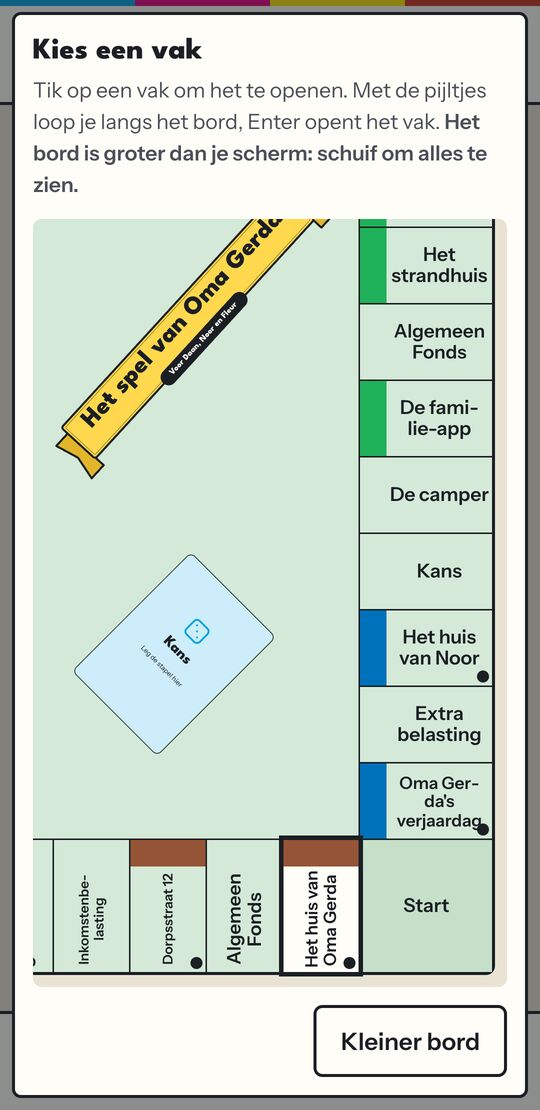 Kies een vak
Tik op een vak om het te openen. Met de pijltjes
loop je langs het bord, Enter opent het vak. Het
bord is groter dan je scherm: schuif om alles te
zien.
Het spel van Oma Gerda
Voor Daan, Noor en Fleur
Het
strandhuis
Algemeen
Fonds
De fami-
lie-app
De camper
Kans
Kans
Leg de stapel hier
Het huis
van Noor
Extra
belasting
Oma Ger-
da's
verjaardag
Inkomstenbe-
lasting
Dorpsstraat 12
Algemeen
Fonds
Het huis van
Oma Gerda
Start
Kleiner bord